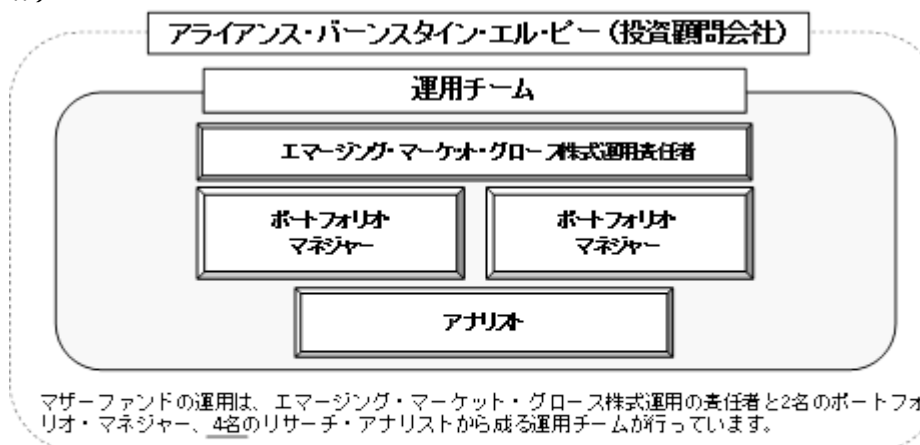 アライアンス・バーンスタイン・エル・ピー（投資顧問会社）
運用チーム
エマージング・マーケット・グロース株式運用責任者
ポートフォリオ
マネジャー
ポートフォリオ
マネジャー
アナリスト
マザーファンドの運用は、エマージング・マーケット・グロース株式運用の責任者と2名のポートフォ
リオ・マネジャー、4名のリサーチ・アナリストから成る運用チームが行っています。